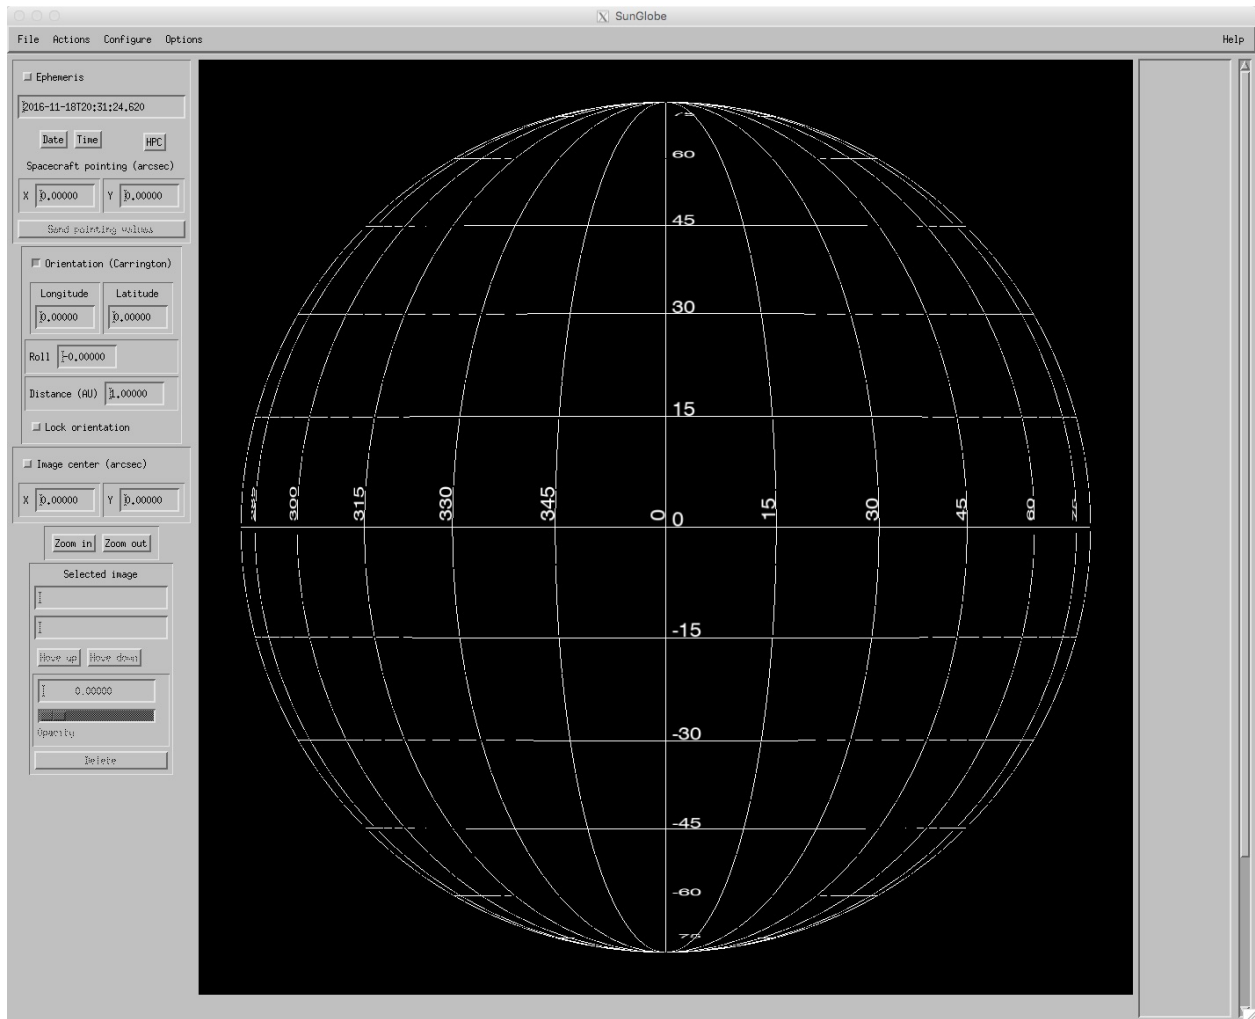 SunGlobe
File Actions Configure Options Help
Ephemeris
2016-11-18T20:31:24.620
Date Time HPC
Spacecraft pointing (arcsec)
X 0.00000 Y 0.00000
Send pointing values
Orientation (Carrington)
Longitude Latitude
0.00000 0.00000
Roll -0.00000
Distance (AU) 1.00000
Lock orientation
Image center (arcsec)
X 0.00000 Y 0.00000
Zoom in Zoom out
Selected image
Move up Move down
0.00000
Opacity
Delete
75
60
45
30
15
300 315 330 345 0 0 15 30 45 60 75
-15
-30
-45
-60